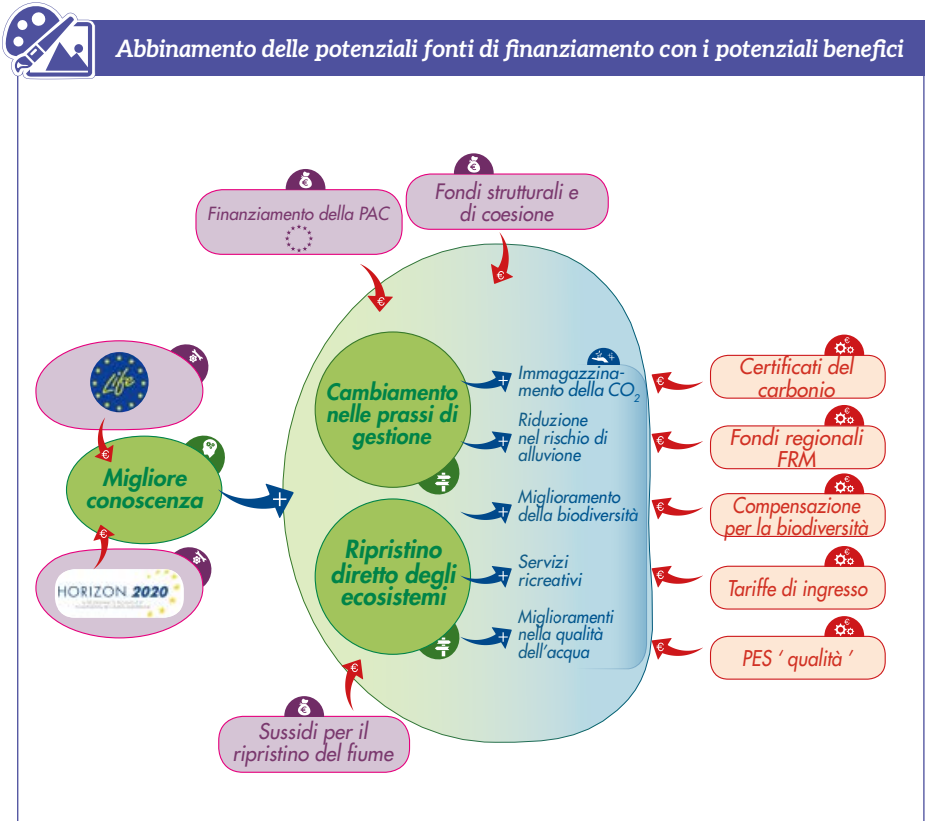 Abbinamento delle potenziali fonti di finanziamento con i potenziali benefici
Finanziamento della PAC
Fondi strutturali e
di coesione
Life
Migliore
conoscenza
HORIZON 2020
Cambiamento
nelle prassi di
gestione
Ripristino
diretto degli
ecosistemi
Immagazzina-
mento della CO₂
Riduzione
nel rischio di
alluvione
Miglioramento
della biodiversità
Servizi
ricreativi
Miglioramenti
nella qualità
dell'acqua
Certificati del
carbonio
Fondi regionali
FRM
Compensazione
per la biodiversità
Tariffe di ingresso
PES ‘ qualità ’
Sussidi per il
ripristino del fiume